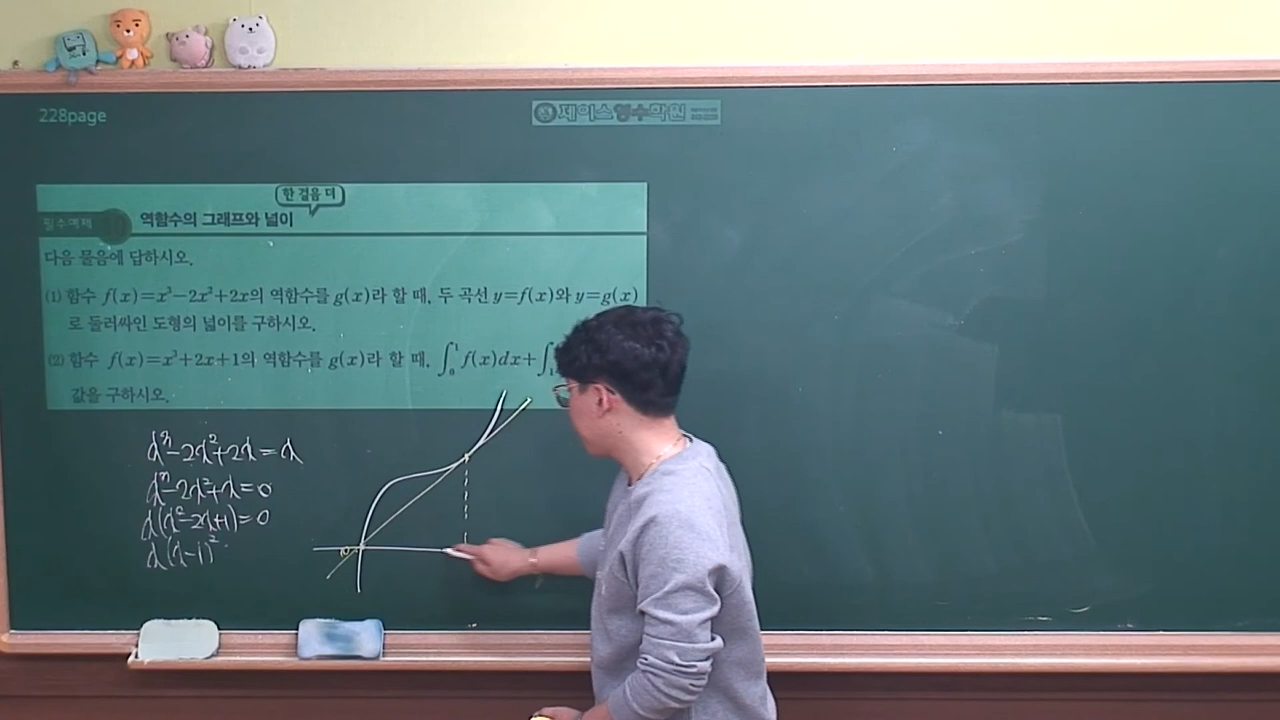 228page
제이스영수학원
한 걸음 더
필수예제 10 역함수의 그래프와 넓이
다음 물음에 답하시오.
(1) 함수 f(x)=x³-2x²+2x의 역함수를 g(x)라 할 때, 두 곡선 y=f(x)와 y=g(x)
로 둘러싸인 도형의 넓이를 구하시오.
(2) 함수 f(x)=x³+2x+1의 역함수를 g(x)라 할 때, ∫₀¹ f(x)dx+∫₁
값을 구하시오.
x³-2x²+2x=x
x³-2x²+x=0
x(x²-2x+1)=0
x(x-1)²
0